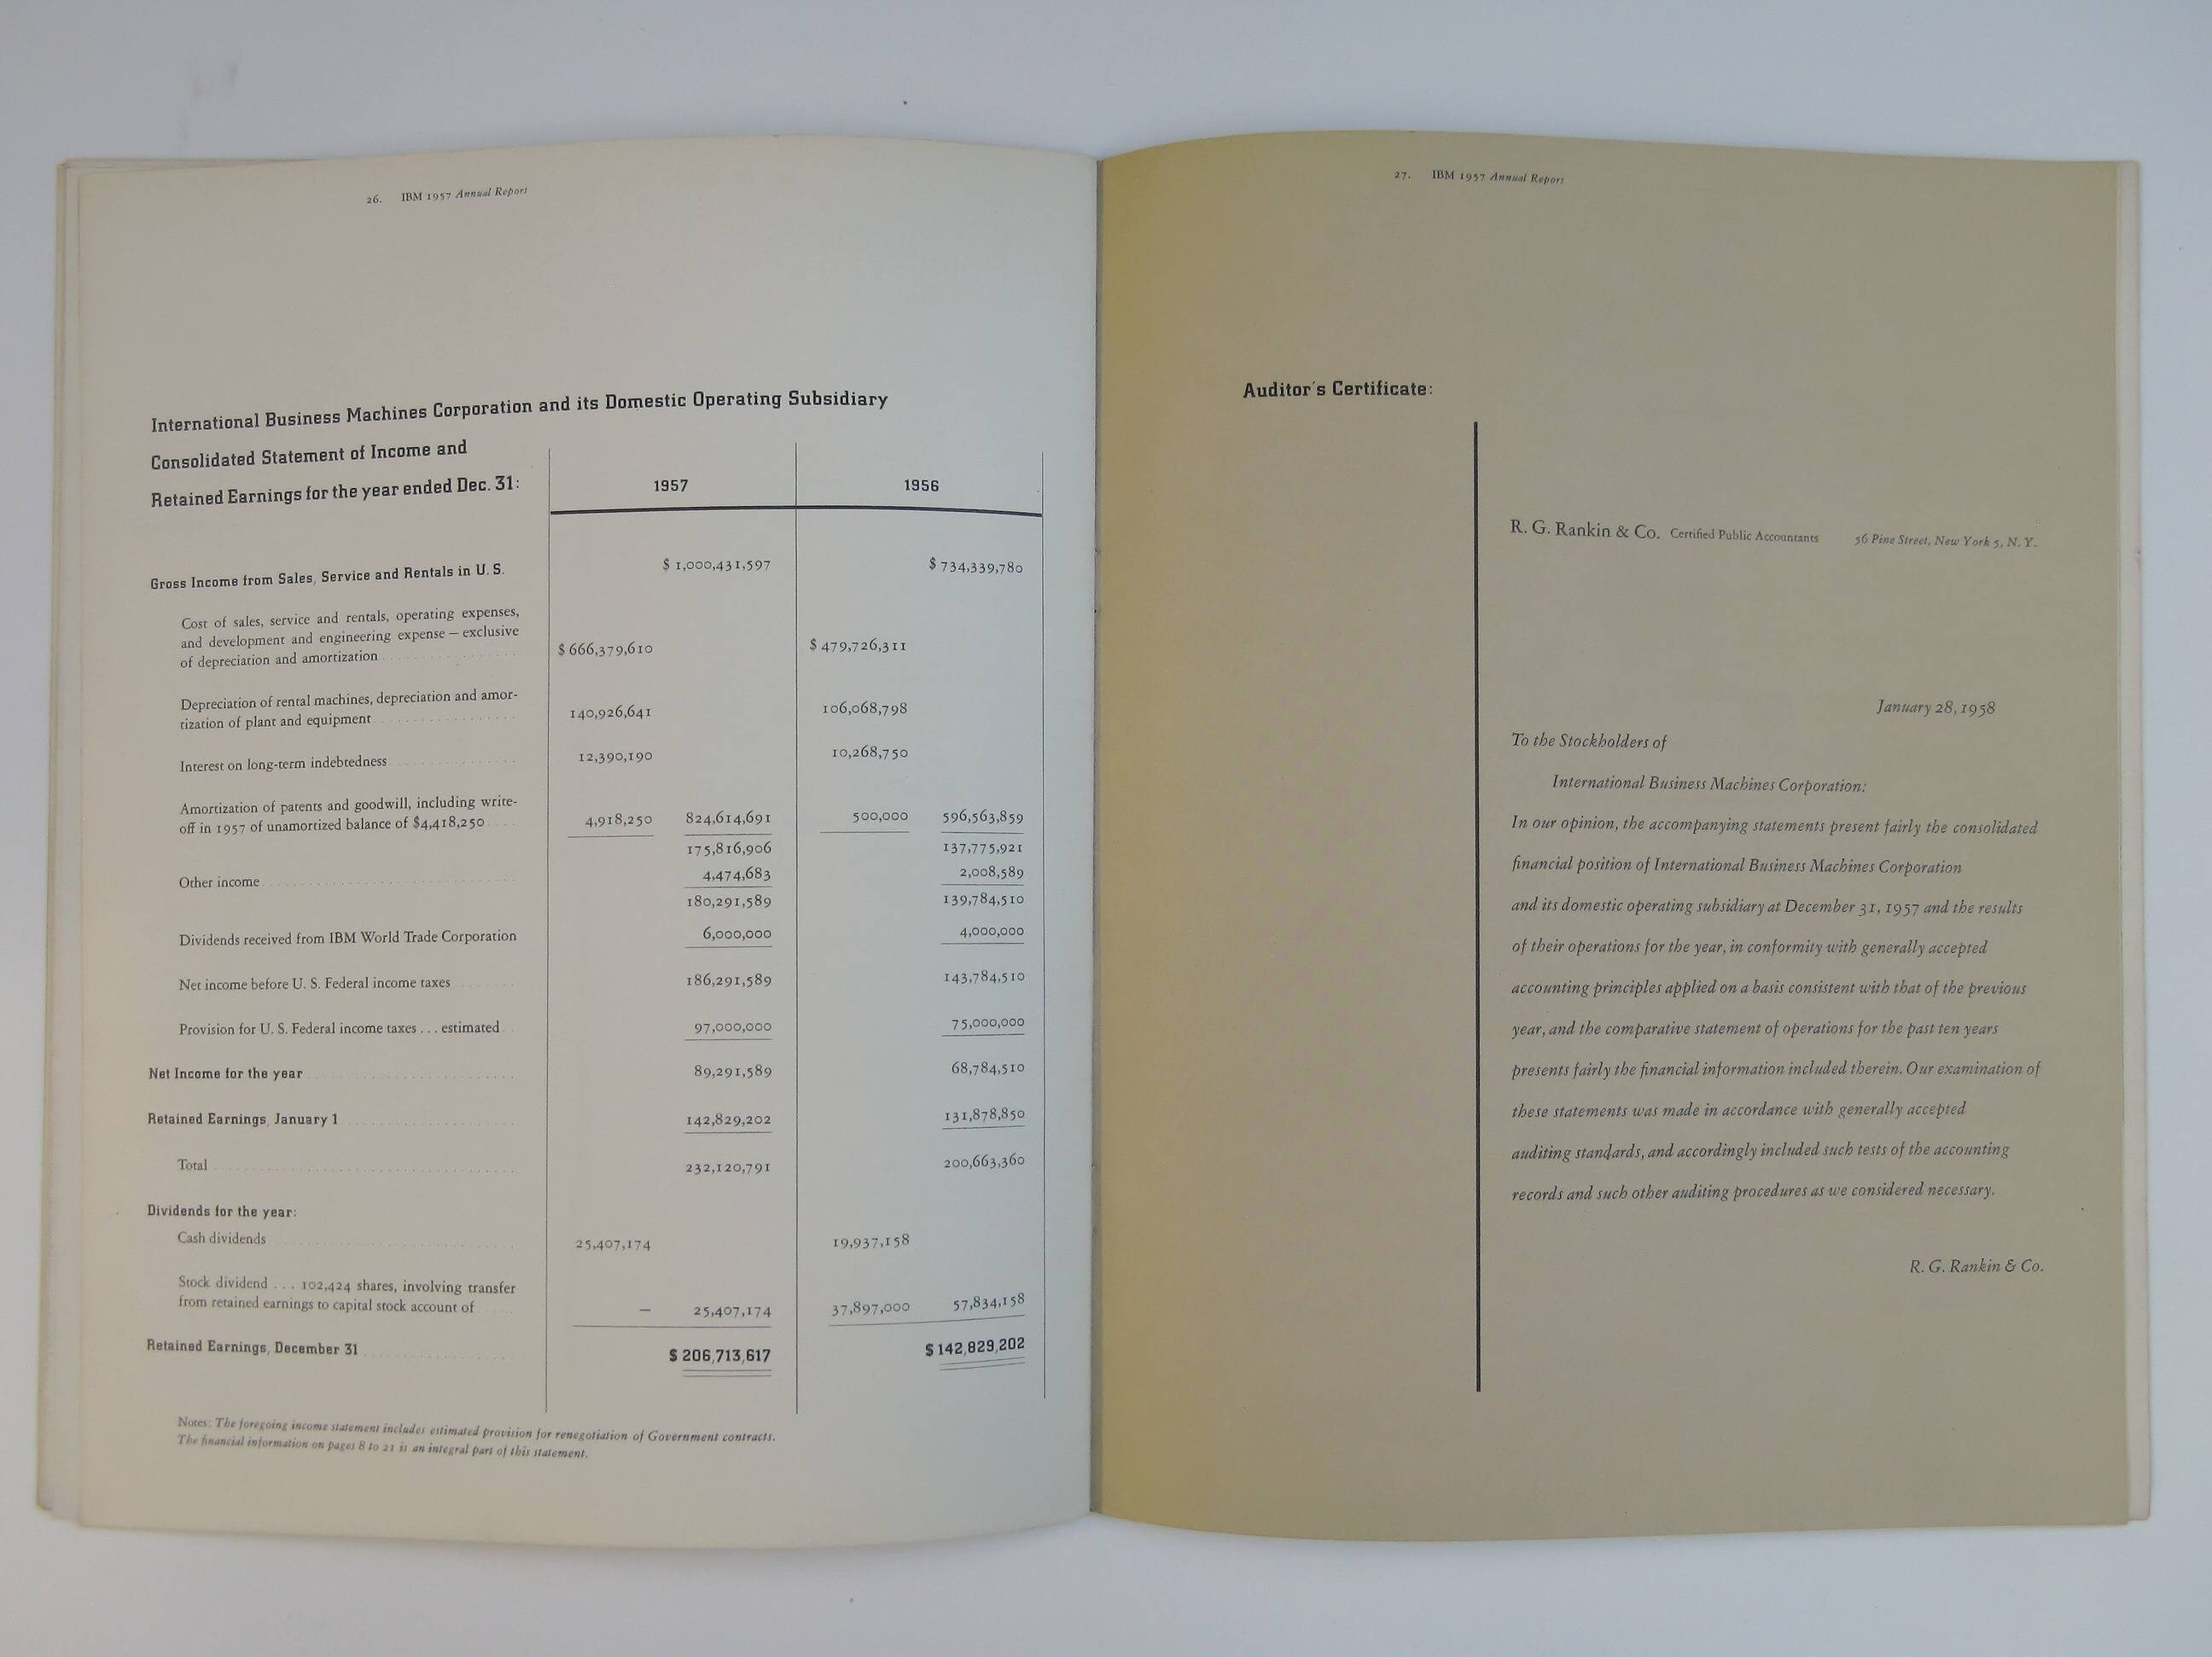 26. IBM 1957 Annual Report
International Business Machines Corporation and its Domestic Operating Subsidiary
Consolidated Statement of Income and
Retained Earnings for the year ended Dec. 31:
1957 1956
Gross Income from Sales, Service and Rentals in U. S. $ 1,000,431,597 $ 734,339,780
Cost of sales, service and rentals, operating expenses,
and development and engineering expense – exclusive
of depreciation and amortization $ 666,379,610 $ 479,726,311
Depreciation of rental machines, depreciation and amor-
tization of plant and equipment 140,926,641 106,068,798
Interest on long-term indebtedness 12,390,190 10,268,750
Amortization of patents and goodwill, including write-
off in 1957 of unamortized balance of $4,418,250 4,918,250 824,614,691 500,000 596,563,859
175,816,906 137,775,921
Other income 4,474,683 2,008,589
180,291,589 139,784,510
Dividends received from IBM World Trade Corporation 6,000,000 4,000,000
Net income before U. S. Federal income taxes 186,291,589 143,784,510
Provision for U. S. Federal income taxes . . . estimated 97,000,000 75,000,000
Net Income for the year 89,291,589 68,784,510
Retained Earnings, January 1 142,829,202 131,878,850
Total 232,120,791 200,663,360
Dividends for the year:
Cash dividends 25,407,174 19,937,158
Stock dividend . . . 102,424 shares, involving transfer
from retained earnings to capital stock account of – 25,407,174 37,897,000 57,834,158
Retained Earnings, December 31 $ 206,713,617 $ 142,829,202
Notes: The foregoing income statement includes estimated provision for renegotiation of Government contracts.
The financial information on pages 8 to 21 is an integral part of this statement.
27. IBM 1957 Annual Report
Auditor's Certificate:
R. G. Rankin & Co. Certified Public Accountants 56 Pine Street, New York 5, N. Y.
January 28, 1958
To the Stockholders of
International Business Machines Corporation:
In our opinion, the accompanying statements present fairly the consolidated
financial position of International Business Machines Corporation
and its domestic operating subsidiary at December 31, 1957 and the results
of their operations for the year, in conformity with generally accepted
accounting principles applied on a basis consistent with that of the previous
year, and the comparative statement of operations for the past ten years
presents fairly the financial information included therein. Our examination of
these statements was made in accordance with generally accepted
auditing standards, and accordingly included such tests of the accounting
records and such other auditing procedures as we considered necessary.
R. G. Rankin & Co.